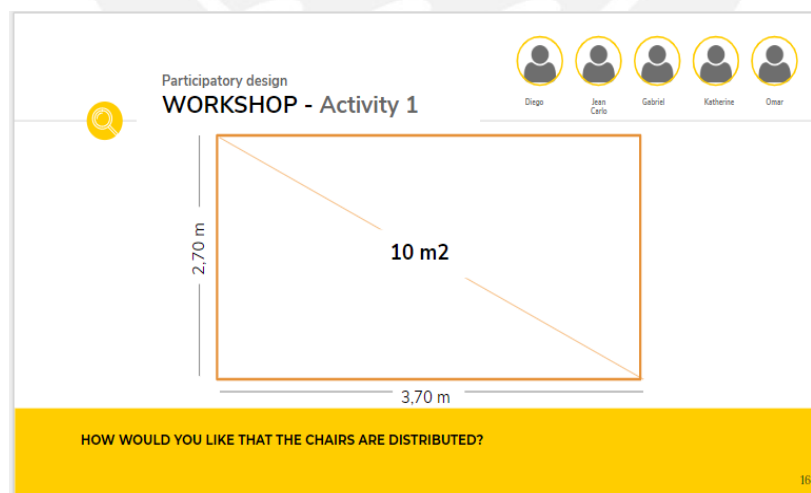 Participatory design
WORKSHOP - Activity 1
Diego
Jean
Carlo
Gabriel
Katherine
Omar
2,70 m
10 m2
3,70 m
HOW WOULD YOU LIKE THAT THE CHAIRS ARE DISTRIBUTED?
16